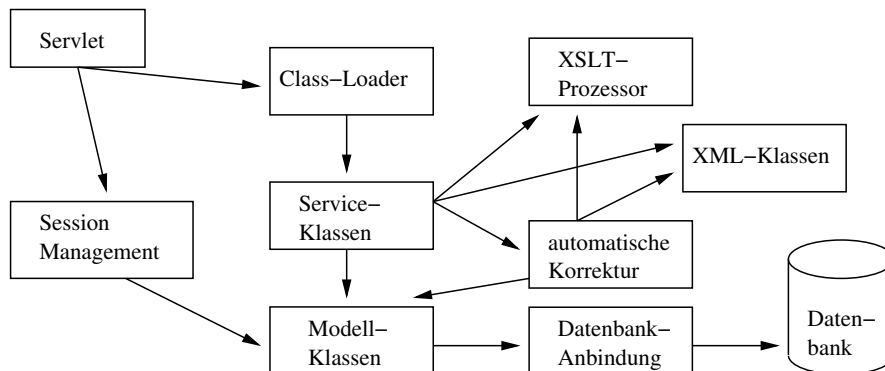 Servlet
Class−Loader
XSLT−
Prozessor
XML−Klassen
Session
Management
Service−
Klassen
automatische
Korrektur
Modell−
Klassen
Datenbank−
Anbindung
Daten−
bank